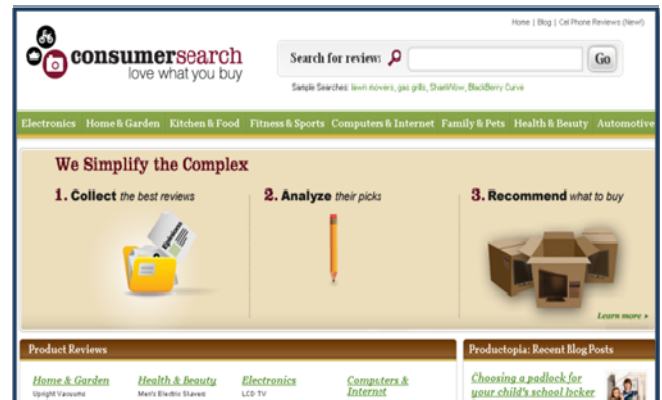 Home | Blog | Cell Phone Reviews (New!)
consumersearch
love what you buy
Search for reviews
Go
Sample Searches: lawn movers, gas grills, ShamWow, BlackBerry Curve
Electronics Home & Garden Kitchen & Food Fitness & Sports Computers & Internet Family & Pets Health & Beauty Automotive
We Simplify the Complex
1. Collect the best reviews
2. Analyze their picks
3. Recommend what to buy
Opinions
Learn more »
Product Reviews
Productopia: Recent Blog Posts
Home & Garden
Health & Beauty
Electronics
Computers & Internet
Upright Vacuums
Men's Electric Shavers
LCD TV
Choosing a padlock for
your child's school locker